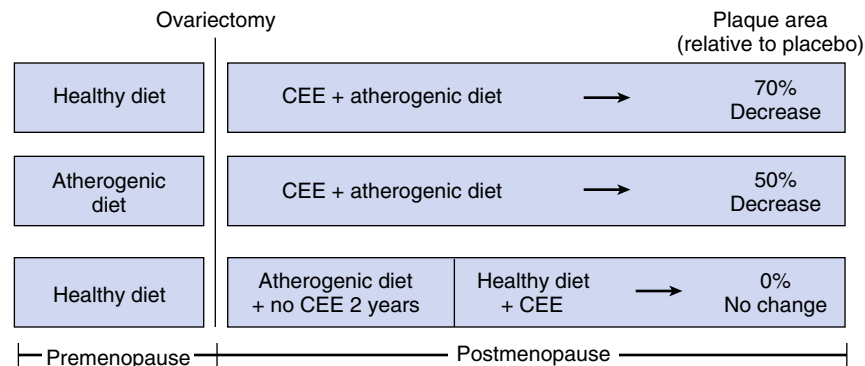 Ovariectomy
Plaque area
(relative to placebo)
Healthy diet
CEE + atherogenic diet
70%
Decrease
Atherogenic
diet
CEE + atherogenic diet
50%
Decrease
Healthy diet
Atherogenic diet
+ no CEE 2 years
Healthy diet
+ CEE
0%
No change
Premenopause
Postmenopause